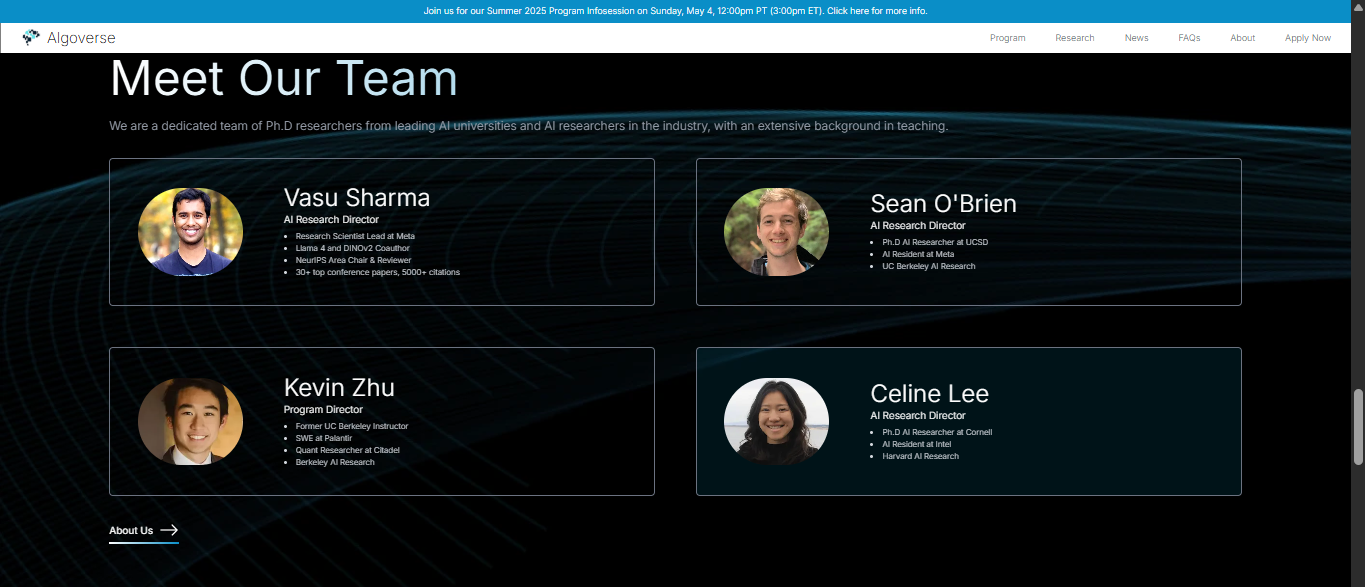 Join us for our Summer 2025 Program Infosession on Sunday, May 4, 12:00pm PT (3:00pm ET). Click here for more info.
Algoverse
Program
Research
News
FAQs
About
Apply Now
Meet Our Team
We are a dedicated team of Ph.D researchers from leading AI universities and AI researchers in the industry, with an extensive background in teaching.
Vasu Sharma
AI Research Director
Research Scientist Lead at Meta
Llama 4 and DINOv2 Coauthor
NeurIPS Area Chair & Reviewer
30+ top conference papers, 5000+ citations
Sean O'Brien
AI Research Director
Ph.D AI Researcher at UCSD
AI Resident at Meta
UC Berkeley AI Research
Kevin Zhu
Program Director
Former UC Berkeley Instructor
SWE at Palantir
Quant Researcher at Citadel
Berkeley AI Research
Celine Lee
AI Research Director
Ph.D AI Researcher at Cornell
AI Resident at Intel
Harvard AI Research
About Us